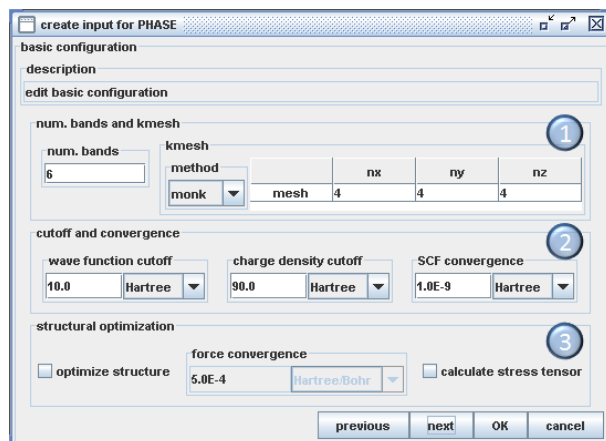 create input for PHASE
basic configuration
description
edit basic configuration
num. bands and kmesh
1
num. bands
6
kmesh
method
monk
nx ny nz
mesh 4 4 4
cutoff and convergence
2
wave function cutoff
10.0 Hartree
charge density cutoff
90.0 Hartree
SCF convergence
1.0E-9 Hartree
structural optimization
3
optimize structure
force convergence
5.0E-4 Hartree/Bohr
calculate stress tensor
previous next OK cancel